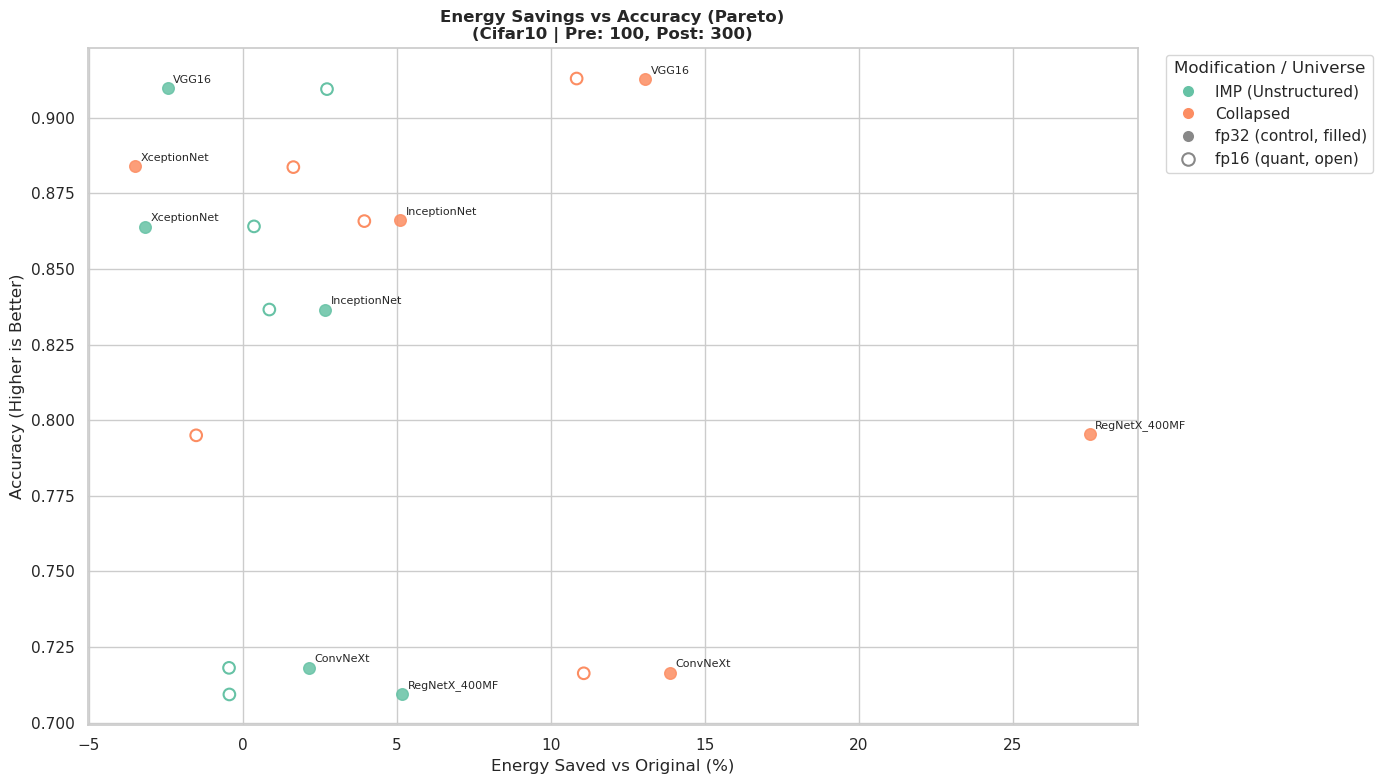 Energy Savings vs Accuracy (Pareto)
(Cifar10 | Pre: 100, Post: 300)
Modification / Universe
IMP (Unstructured)
Collapsed
fp32 (control, filled)
fp16 (quant, open)
Accuracy (Higher is Better)
0.900
0.875
0.850
0.825
0.800
0.775
0.750
0.725
0.700
VGG16
VGG16
XceptionNet
XceptionNet
InceptionNet
InceptionNet
RegNetX_400MF
ConvNeXt
ConvNeXt
RegNetX_400MF
−5
0
5
10
15
20
25
Energy Saved vs Original (%)